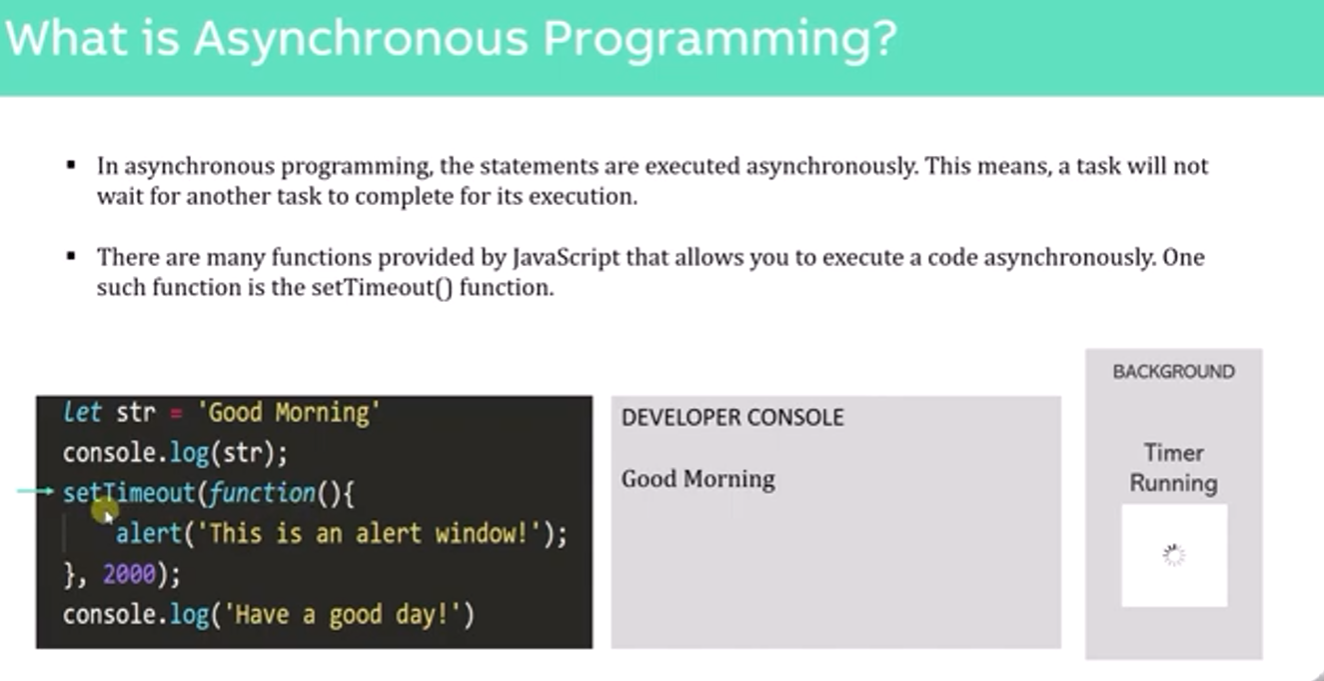 What is Asynchronous Programming?
▪ In asynchronous programming, the statements are executed asynchronously. This means, a task will not
wait for another task to complete for its execution.
▪ There are many functions provided by JavaScript that allows you to execute a code asynchronously. One
such function is the setTimeout() function.
let str = 'Good Morning'
console.log(str);
setTimeout(function(){
    alert('This is an alert window!');
}, 2000);
console.log('Have a good day!')
DEVELOPER CONSOLE
Good Morning
BACKGROUND
Timer
Running